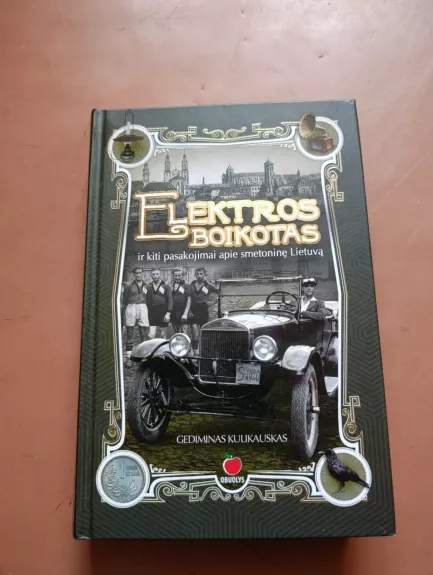 ELEKTROS
BOIKOTAS
ir kiti pasakojimai apie smetoninę Lietuvą
GEDIMINAS KULIKAUSKAS
OBUOLYS